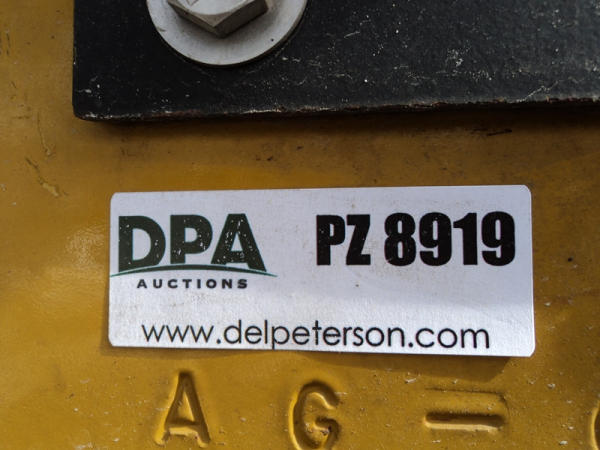 DPA PZ 8919
AUCTIONS
www.delpeterson.com
AG-